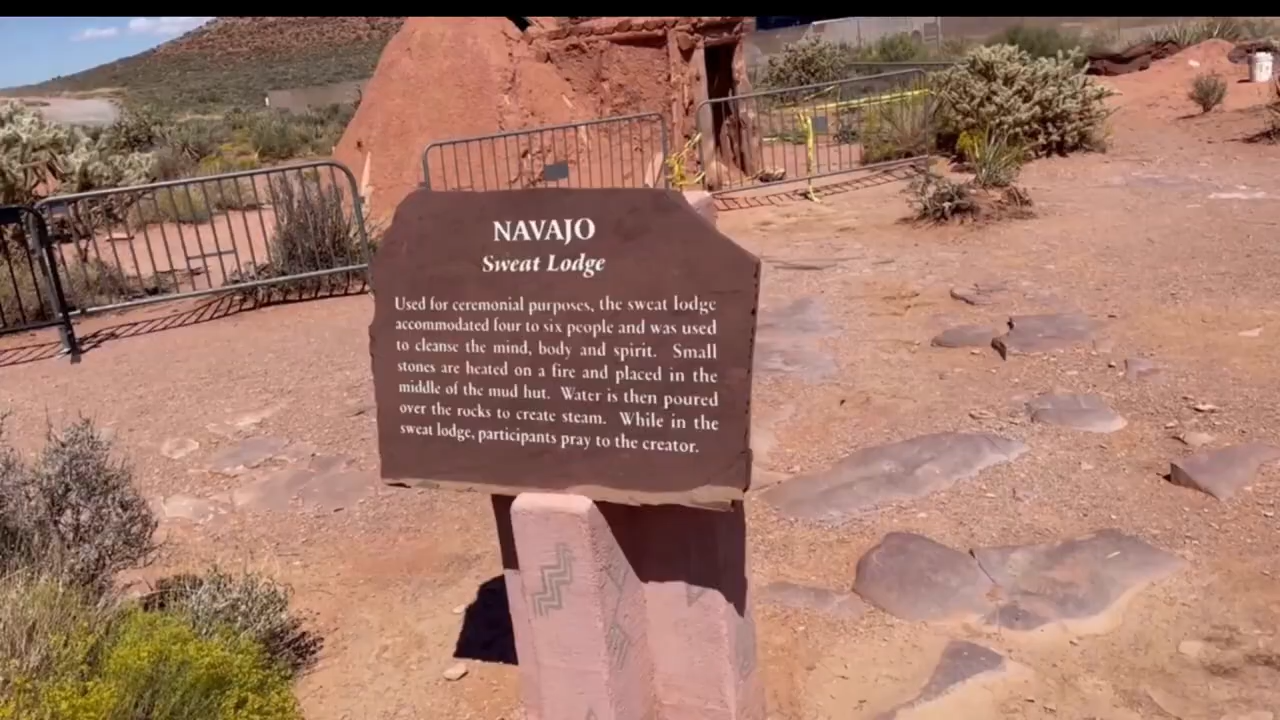 NAVAJO
Sweat Lodge
Used for ceremonial purposes, the sweat lodge
accommodated four to six people and was used
to cleanse the mind, body and spirit. Small
stones are heated on a fire and placed in the
middle of the mud hut. Water is then poured
over the rocks to create steam. While in the
sweat lodge, participants pray to the creator.